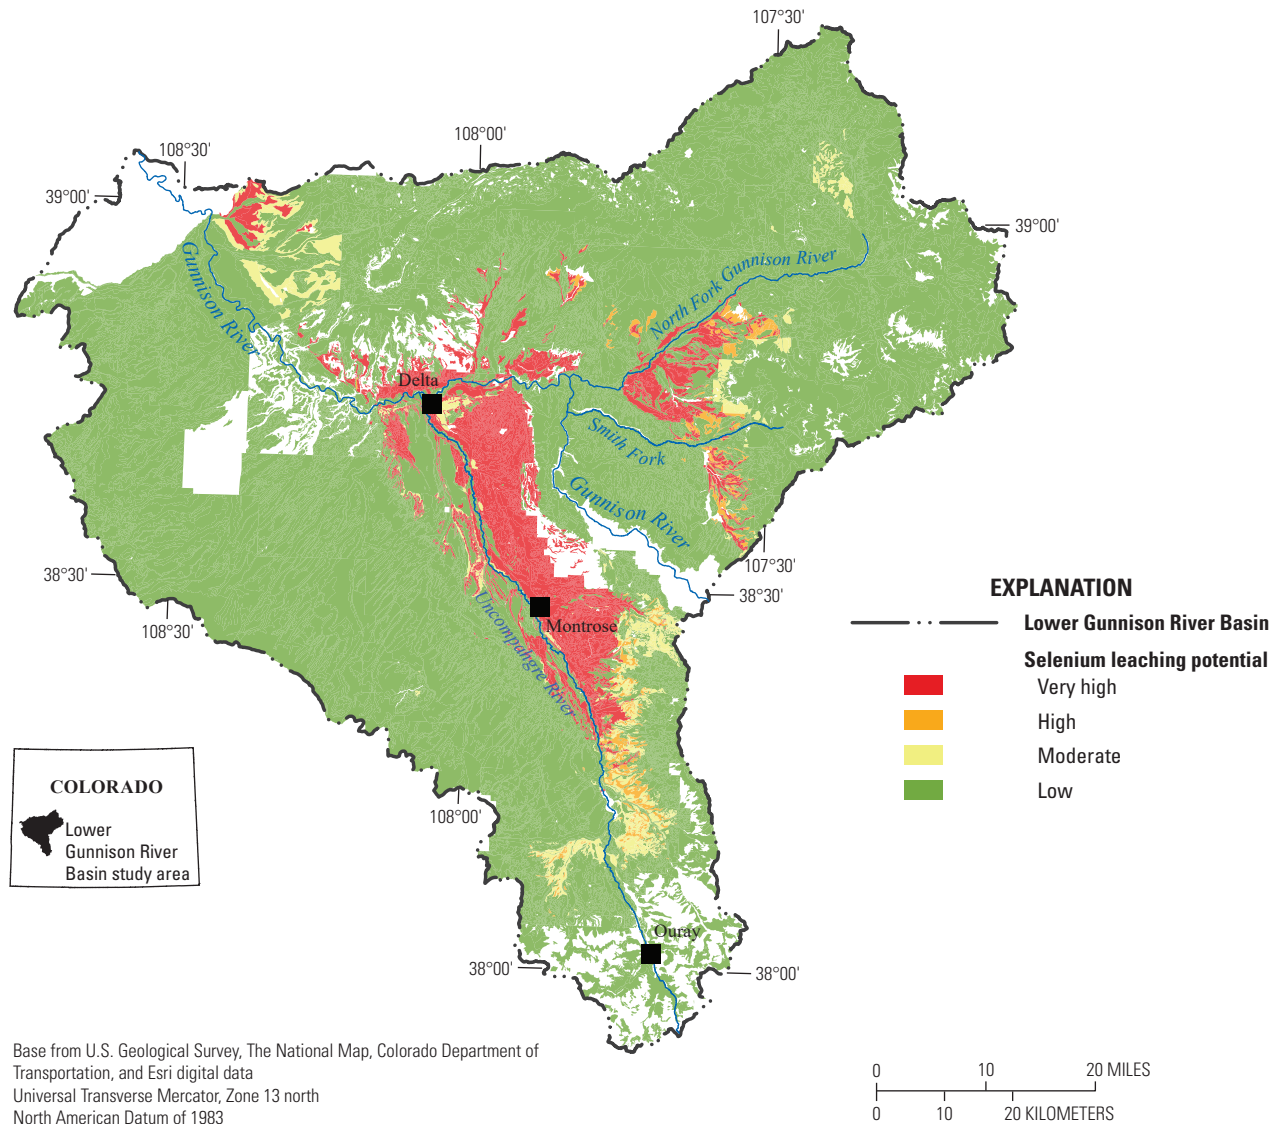 107°30'
108°00'
108°30'
39°00'
39°00'
Gunnison River
North Fork Gunnison River
Delta
Smith Fork
Gunnison River
107°30'
38°30'
38°30'
108°30'
Uncompahgre River
Montrose
EXPLANATION
Lower Gunnison River Basin
Selenium leaching potential
Very high
High
Moderate
Low
COLORADO
Lower
Gunnison River
Basin study area
108°00'
Ouray
38°00'
38°00'
Base from U.S. Geological Survey, The National Map, Colorado Department of
Transportation, and Esri digital data
Universal Transverse Mercator, Zone 13 north
North American Datum of 1983
0 10 20 MILES
0 10 20 KILOMETERS